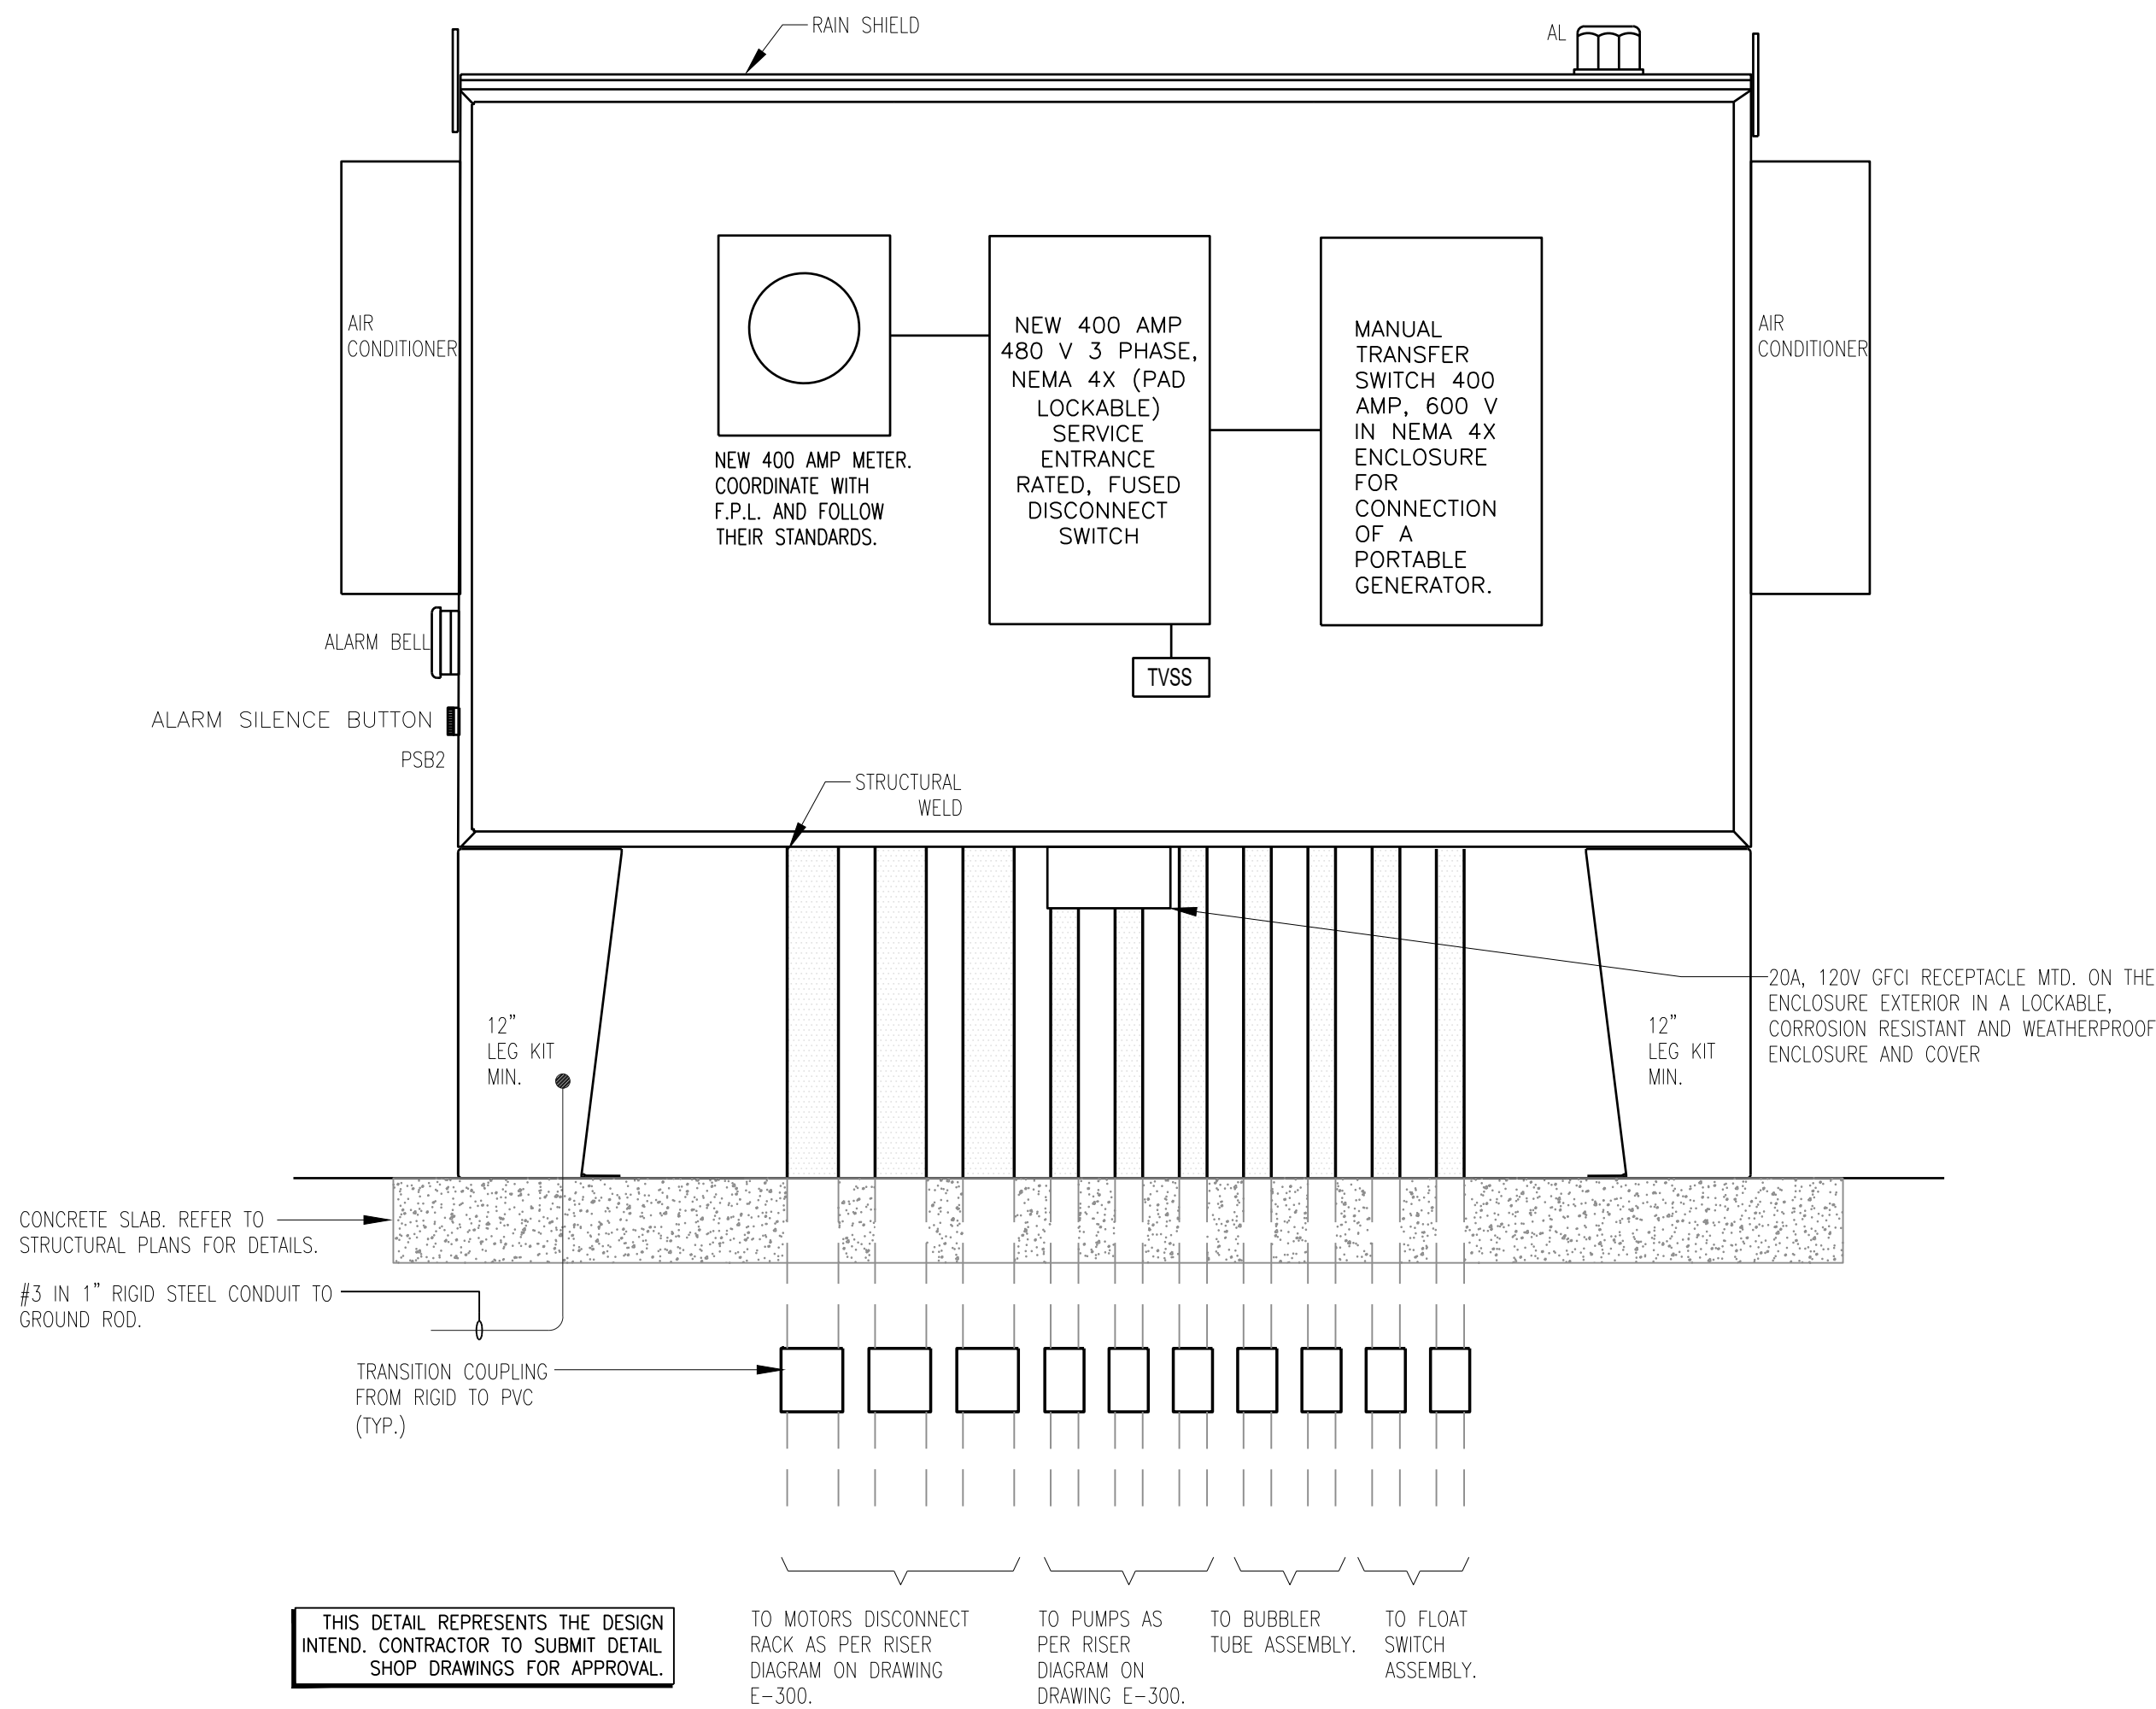 RAIN SHIELD
AL
AIR
CONDITIONER
NEW 400 AMP METER.
COORDINATE WITH
F.P.L. AND FOLLOW
THEIR STANDARDS.
NEW 400 AMP
480 V 3 PHASE,
NEMA 4X (PAD
LOCKABLE)
SERVICE
ENTRANCE
RATED, FUSED
DISCONNECT
SWITCH
MANUAL
TRANSFER
SWITCH 400
AMP, 600 V
IN NEMA 4X
ENCLOSURE
FOR
CONNECTION
OF A
PORTABLE
GENERATOR.
AIR
CONDITIONER
ALARM BELL
TVSS
ALARM SILENCE BUTTON
PSB2
STRUCTURAL
WELD
20A, 120V GFCI RECEPTACLE MTD. ON THE
ENCLOSURE EXTERIOR IN A LOCKABLE,
CORROSION RESISTANT AND WEATHERPROOF
ENCLOSURE AND COVER
12"
LEG KIT
MIN.
12"
LEG KIT
MIN.
CONCRETE SLAB. REFER TO
STRUCTURAL PLANS FOR DETAILS.
#3 IN 1" RIGID STEEL CONDUIT TO
GROUND ROD.
TRANSITION COUPLING
FROM RIGID TO PVC
(TYP.)
THIS DETAIL REPRESENTS THE DESIGN
INTEND. CONTRACTOR TO SUBMIT DETAIL
SHOP DRAWINGS FOR APPROVAL.
TO MOTORS DISCONNECT
RACK AS PER RISER
DIAGRAM ON DRAWING
E-300.
TO PUMPS AS
PER RISER
DIAGRAM ON
DRAWING E-300.
TO BUBBLER
TUBE ASSEMBLY.
TO FLOAT
SWITCH
ASSEMBLY.